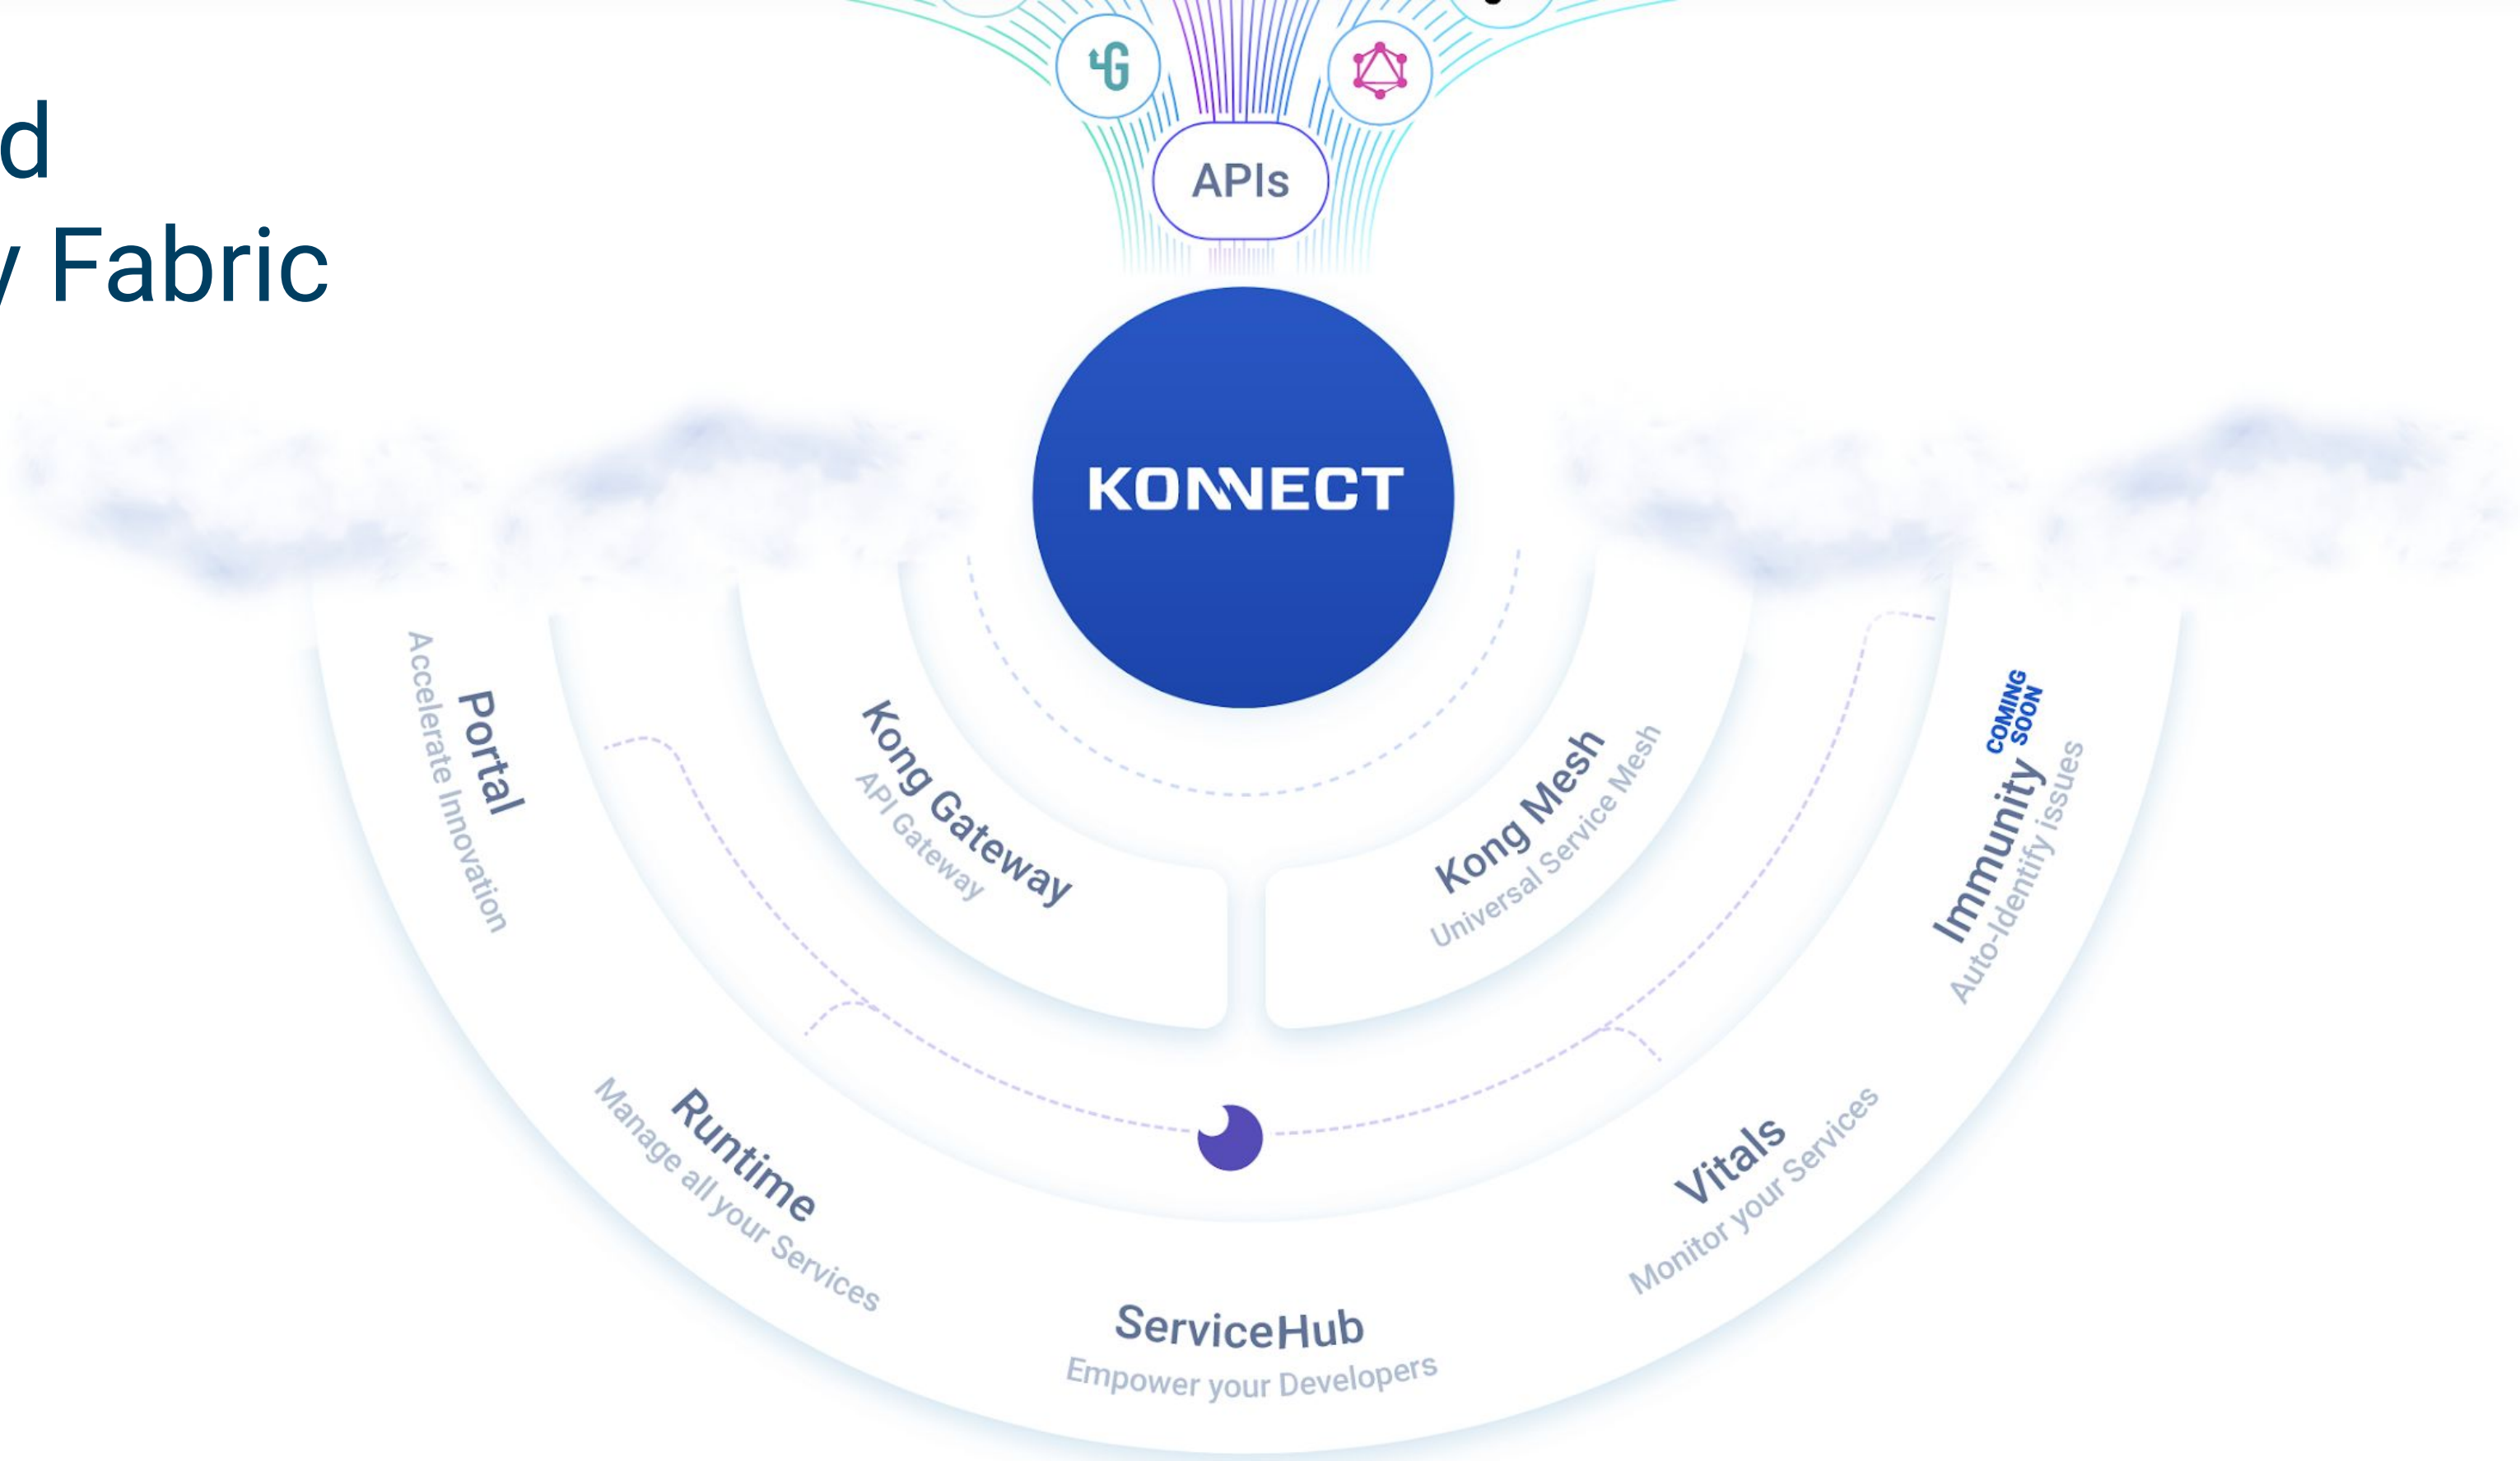 d
y Fabric
APIs
KONNECT
Portal
Accelerate Innovation
Kong Gateway
API Gateway
Kong Mesh
Universal Service Mesh
COMING
SOON
Immunity
Auto-Identify issues
Runtime
Manage all your Services
Vitals
Monitor your Services
ServiceHub
Empower your Developers